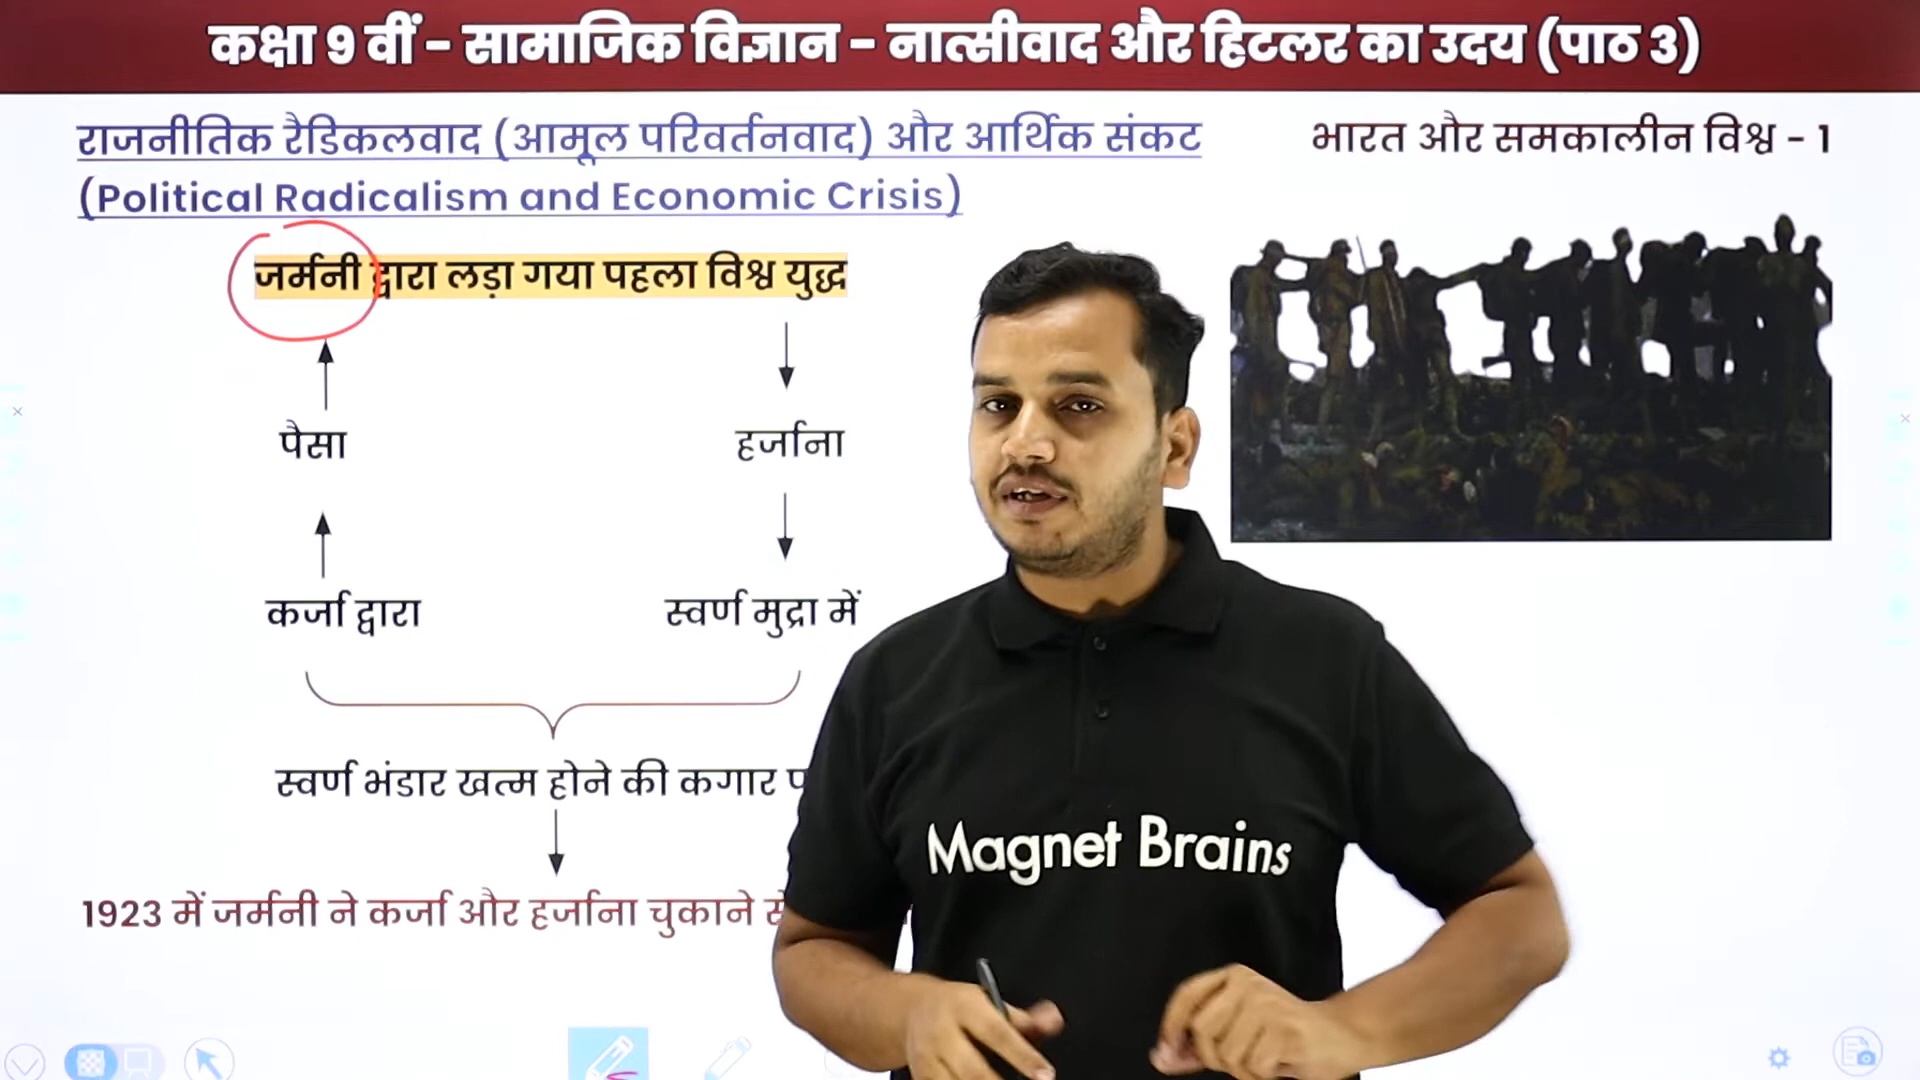 कक्षा 9 वीं - सामाजिक विज्ञान - नात्सीवाद और हिटलर का उदय (पाठ 3)
राजनीतिक रैडिकलवाद (आमूल परिवर्तनवाद) और आर्थिक संकट
(Political Radicalism and Economic Crisis)
भारत और समकालीन विश्व - 1
जर्मनी द्वारा लड़ा गया पहला विश्व युद्ध
पैसा
हर्जाना
कर्जा द्वारा
स्वर्ण मुद्रा में
स्वर्ण भंडार खत्म होने की कगार
1923 में जर्मनी ने कर्जा और हर्जाना चुकाने
Magnet Brains